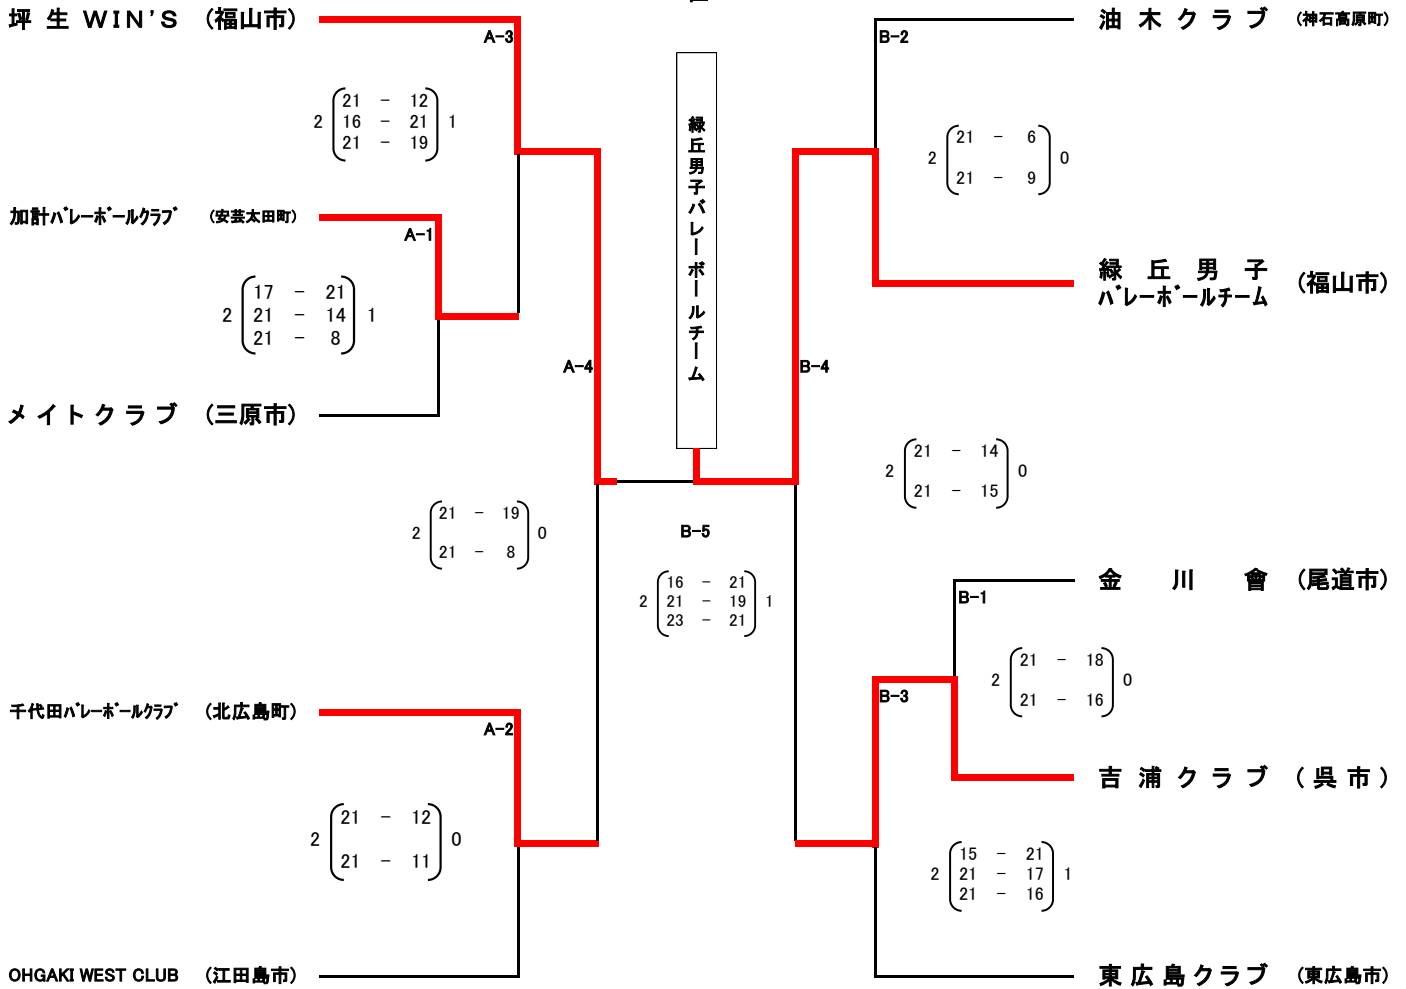 坪生WIN'S (福山市)
A-3
2 21 - 12 1
16 - 21
21 - 19
加計バレーボールクラブ (安芸太田町)
A-1
2 17 - 21 1
21 - 14
21 - 8
メイトクラブ (三原市)
A-4
2 21 - 19 0
21 - 8
千代田バレーボールクラブ (北広島町)
A-2
2 21 - 12 0
21 - 11
OHGAKI WEST CLUB (江田島市)
緑丘男子バレーボールチーム
B-5
2 16 - 21 1
21 - 19
23 - 21
油木クラブ (神石高原町)
B-2
2 21 - 6 0
21 - 9
緑丘男子
バレーボールチーム (福山市)
B-4
2 21 - 14 0
21 - 15
金川會 (尾道市)
B-1
2 21 - 18 0
21 - 16
B-3
吉浦クラブ (呉市)
2 15 - 21 1
21 - 17
21 - 16
東広島クラブ (東広島市)